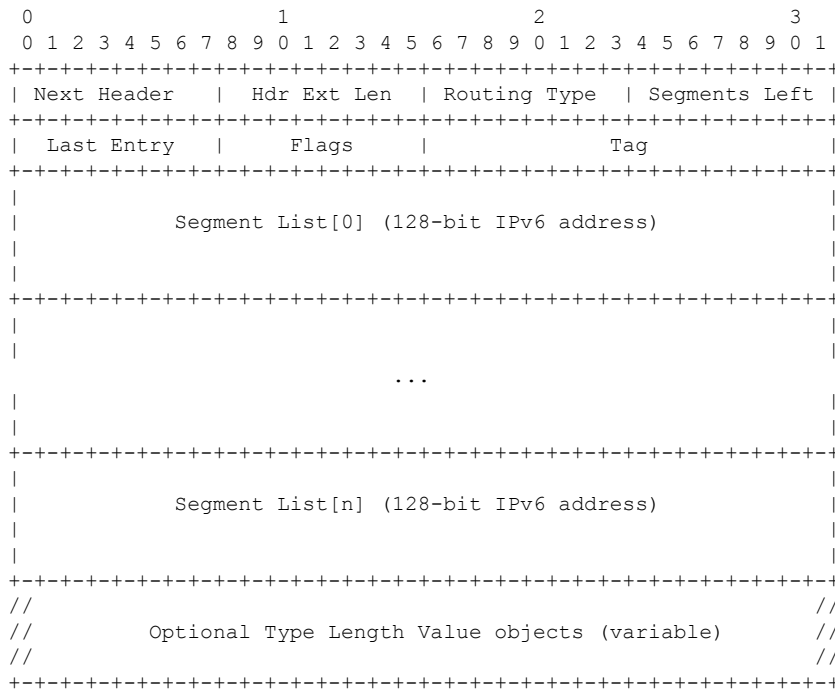 0                   1                   2                   3
 0 1 2 3 4 5 6 7 8 9 0 1 2 3 4 5 6 7 8 9 0 1 2 3 4 5 6 7 8 9 0 1
+-+-+-+-+-+-+-+-+-+-+-+-+-+-+-+-+-+-+-+-+-+-+-+-+-+-+-+-+-+-+-+-+
| Next Header   |  Hdr Ext Len  | Routing Type  | Segments Left |
+-+-+-+-+-+-+-+-+-+-+-+-+-+-+-+-+-+-+-+-+-+-+-+-+-+-+-+-+-+-+-+-+
|  Last Entry   |     Flags     |              Tag              |
+-+-+-+-+-+-+-+-+-+-+-+-+-+-+-+-+-+-+-+-+-+-+-+-+-+-+-+-+-+-+-+-+
|                                                               |
|            Segment List[0] (128-bit IPv6 address)             |
|                                                               |
|                                                               |
+-+-+-+-+-+-+-+-+-+-+-+-+-+-+-+-+-+-+-+-+-+-+-+-+-+-+-+-+-+-+-+-+
|                                                               |
|                                                               |
                              ...
|                                                               |
|                                                               |
+-+-+-+-+-+-+-+-+-+-+-+-+-+-+-+-+-+-+-+-+-+-+-+-+-+-+-+-+-+-+-+-+
|                                                               |
|            Segment List[n] (128-bit IPv6 address)             |
|                                                               |
|                                                               |
+-+-+-+-+-+-+-+-+-+-+-+-+-+-+-+-+-+-+-+-+-+-+-+-+-+-+-+-+-+-+-+-+
//                                                             //
//         Optional Type Length Value objects (variable)       //
//                                                             //
+-+-+-+-+-+-+-+-+-+-+-+-+-+-+-+-+-+-+-+-+-+-+-+-+-+-+-+-+-+-+-+-+